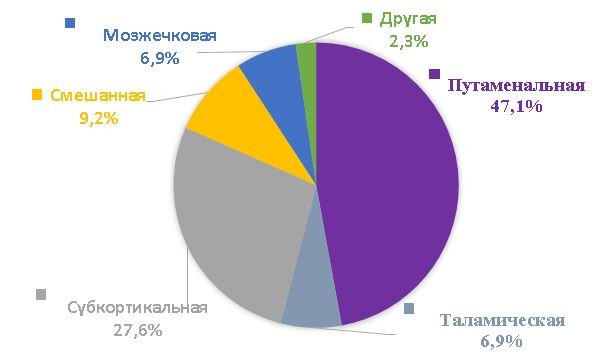 Мозжечковая
6,9%
Другая
2,3%
Путаменальная
47,1%
Смешанная
9,2%
Субкортикальная
27,6%
Таламическая
6,9%